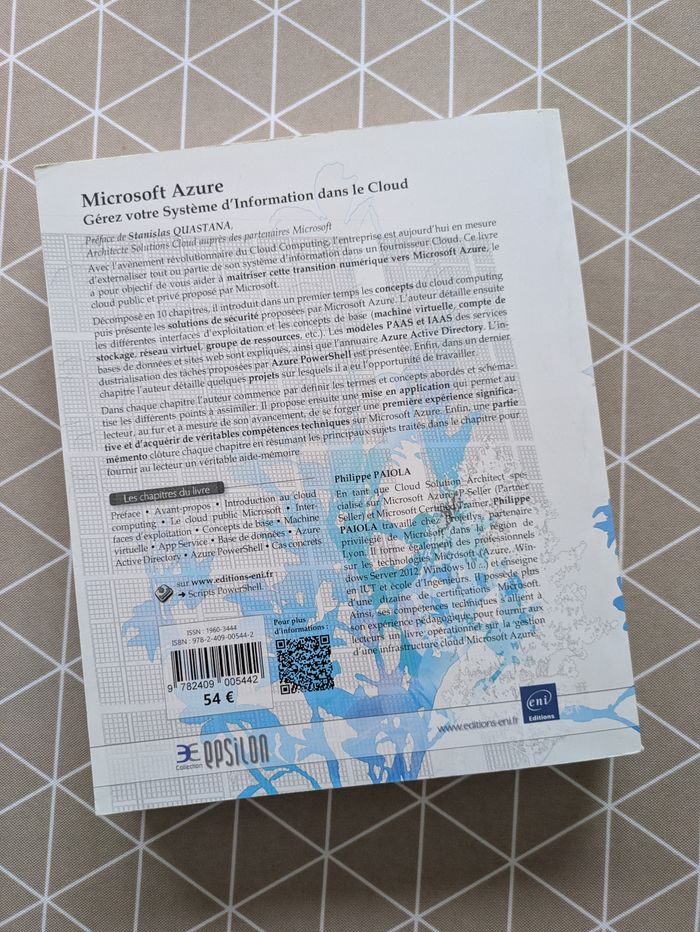 Microsoft Azure
Gérez votre Système d'Information dans le Cloud
Préface de Stanislas QUASTANA,
Architecte Solutions Cloud auprès des partenaires Microsoft
Avec l'avènement révolutionnaire du Cloud Computing, l'entreprise est aujourd'hui en mesure
d'externaliser tout ou partie de son système d'information dans un fournisseur Cloud. Ce livre
a pour objectif de vous aider à maîtriser cette transition numérique vers Microsoft Azure, le
cloud public et privé proposé par Microsoft.
Décomposé en 10 chapitres, il introduit dans un premier temps les concepts du cloud computing
puis présente les solutions de sécurité proposées par Microsoft Azure. L'auteur détaille ensuite
les différentes interfaces d'exploitation et les concepts de base (machine virtuelle, compte de
stockage, réseau virtuel, groupe de ressources, etc.). Les modèles PAAS et IAAS des services
bases de données et sites web sont expliqués, ainsi que l'annuaire Azure Active Directory. L'in-
dustrialisation des tâches proposées par Azure PowerShell est présentée. Enfin, dans un dernier
chapitre l'auteur détaille quelques projets sur lesquels il a eu l'opportunité de travailler.
Dans chaque chapitre l'auteur commence par définir les termes et concepts abordés et schéma-
tise les différents points à assimiler. Il propose ensuite une mise en application qui permet au
lecteur, au fur et à mesure de son avancement, de se forger une première expérience significa-
tive et d'acquérir de véritables compétences techniques sur Microsoft Azure. Enfin, une partie
mémento clôture chaque chapitre en résumant les principaux sujets traités dans le chapitre pour
fournir au lecteur un véritable aide-mémoire
Les chapitres du livre
Préface • Avant-propos • Introduction au cloud
computing • Le cloud public Microsoft • Inter-
faces d'exploitation • Concepts de base • Machine
virtuelle • App Service • Base de données • Azure
Active Directory • Azure PowerShell • Cas concrets
sur www.editions-eni.fr
➔ Scripts PowerShell.
Philippe PAIOLA
En tant que Cloud Solution Architect spé-
cialisé sur Microsoft Azure, P-Seller (Partner
Seller) et Microsoft Certified Trainer, Philippe
PAIOLA travaille chez Projetlys, partenaire
privilégié de Microsoft dans la région de
Lyon. Il forme également des professionnels
sur les technologies Microsoft (Azure, Win-
dows Server 2012, Windows 10...) et enseigne
en IUT et école d'Ingénieurs. Il possède plus
d'une dizaine de certifications Microsoft.
Ainsi, ses compétences techniques s'allient à
son expérience pédagogique pour fournir aux
lecteurs un livre opérationnel sur la gestion
d'une infrastructure cloud Microsoft Azure.
ISSN : 1960-3444
ISBN : 978-2-409-00544-2
9 782409 005442
54 €
Pour plus
d'informations :
Collection
EPSILON
www.editions-eni.fr
eni
Editions